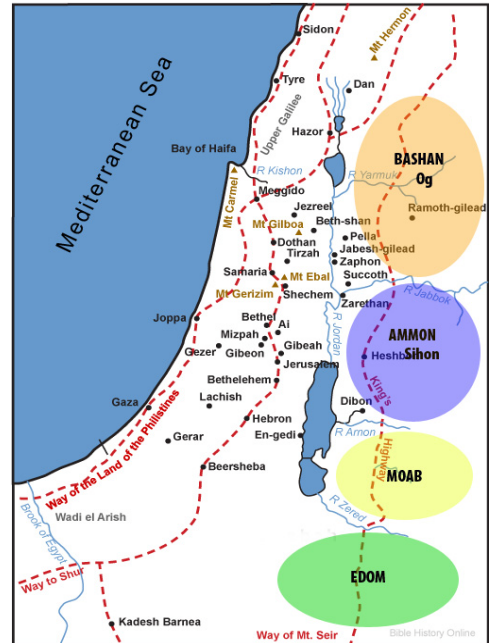 Sidon
Mt Hermon
Tyre
Dan
Mediterranean Sea
Upper Galilee
Hazor
Bay of Haifa
R Kishon
BASHAN
Og
R Yarmuk
Mt Carmel
Meggido
Jezreel
Ramoth-gilead
Mt Gilboa
Beth-shan
Pella
Dothan
Jabesh-gilead
Tirzah
Zaphon
Samaria
Mt Ebal
Succoth
Mt Gerizim
Shechem
Zarethan
R Jabbok
Joppa
Bethel
Ai
R Jordan
AMMON
Sihon
Mizpah
Gezer
Gibeon
Gibeah
Heshbon
Jerusalem
Bethelehem
King's
Highway
Gaza
Lachish
Dibon
Hebron
Gerar
En-gedi
R Arnon
Way of the Land of the Philistines
Beersheba
MOAB
Wadi el Arish
Brook of Egypt
R Zered
Way to Shur
EDOM
Kadesh Barnea
Way of Mt. Seir
Bible History Online